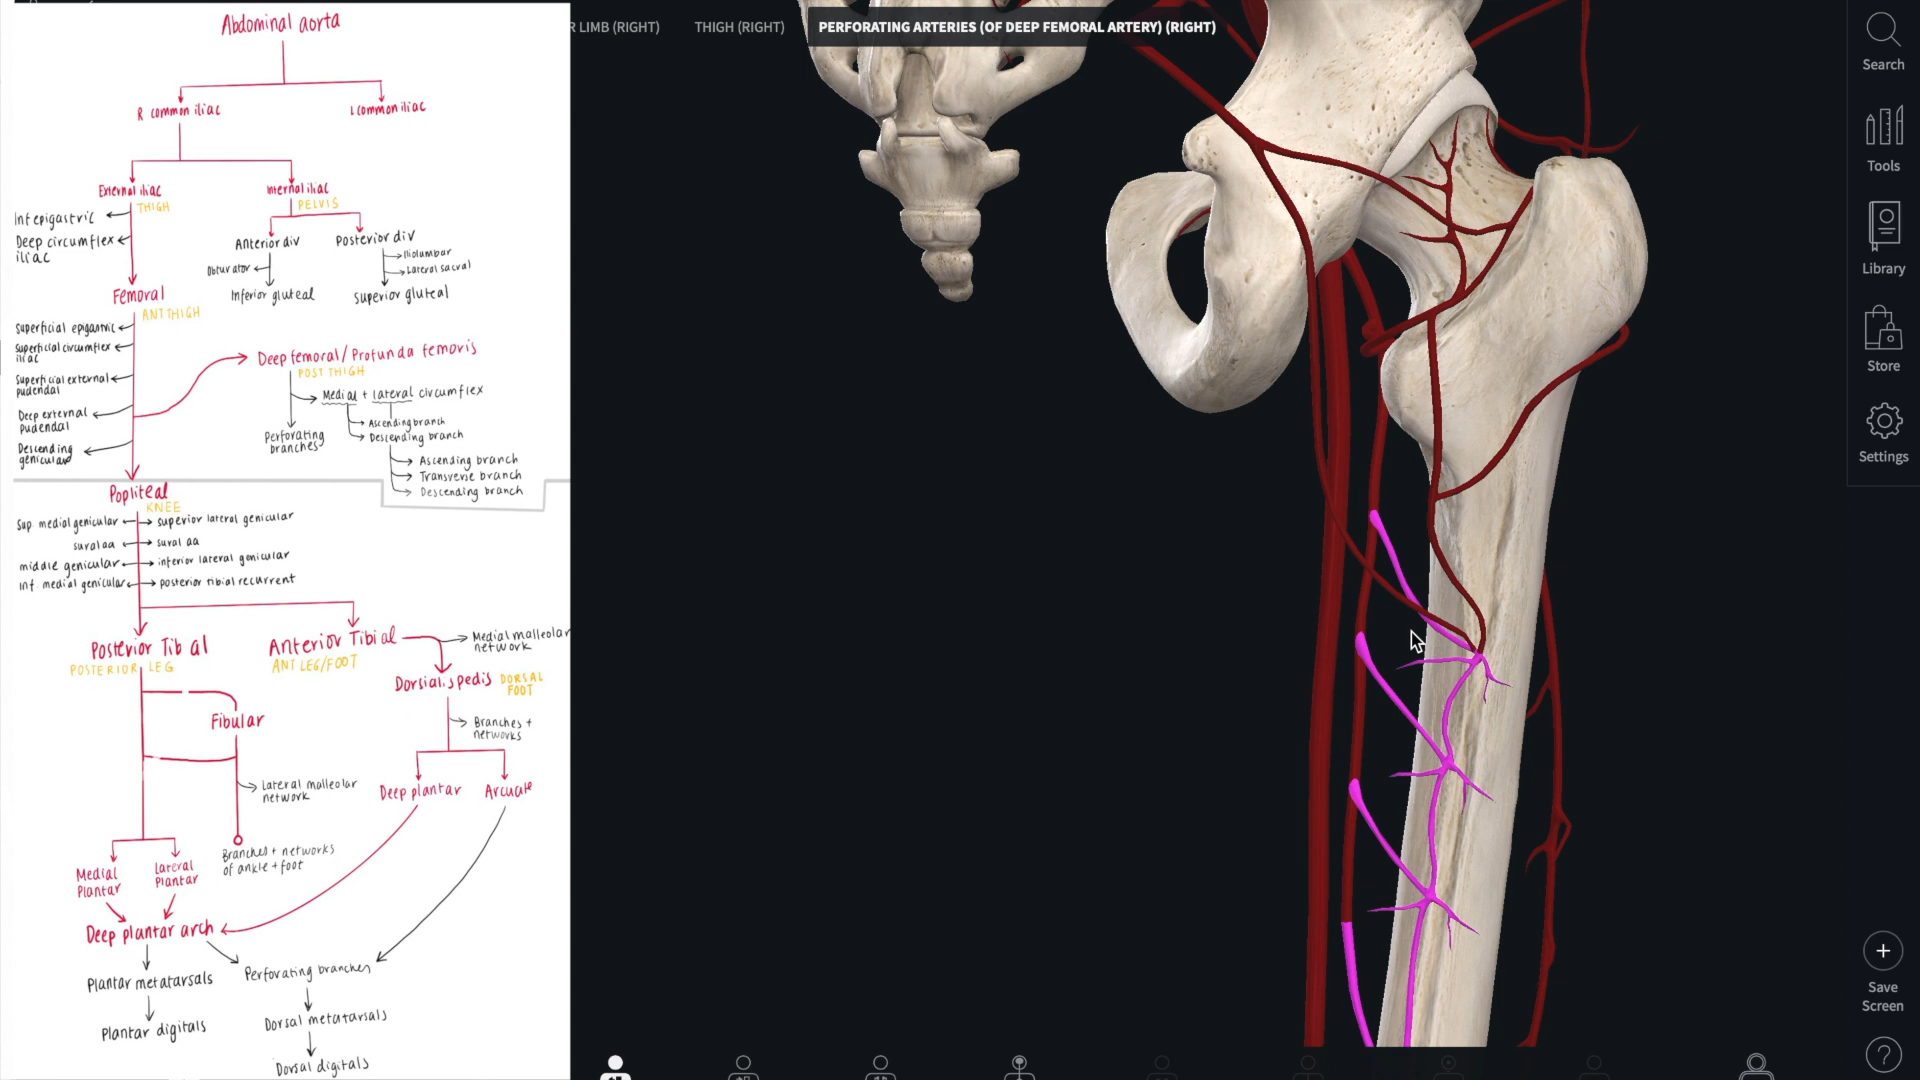 Abdominal aorta
R common iliac
L common iliac
External iliac
THIGH
Internal iliac
PELVIS
Inf epigastric
Deep circumflex
iliac
Anterior div
Posterior div
Obturator
Iliolumbar
Lateral sacral
Inferior gluteal
Superior gluteal
Femoral
ANT THIGH
Superficial epigastric
Superficial circumflex
iliac
Superficial external
pudendal
Deep external
pudendal
Descending
genicular
Deep femoral / Profunda femoris
POST THIGH
Medial + lateral circumflex
Ascending branch
Descending branch
Perforating
branches
Ascending branch
Transverse branch
Descending branch
Popliteal
KNEE
Sup. medial genicular
superior lateral genicular
sural aa
sural aa
middle genicular
inferior lateral genicular
inf. medial genicular
posterior tibial recurrent
Posterior Tibial
POSTERIOR LEG
Anterior Tibial
ANT LEG/FOOT
Medial malleolar
network
Dorsialis pedis
DORSAL
FOOT
Fibular
Branches +
networks
Lateral malleolar
network
Deep plantar
Arcuate
Branches + networks
of ankle + foot
Medial
Plantar
Lateral
Plantar
Deep plantar arch
Plantar metatarsals
Perforating branches
Plantar digitals
Dorsal metatarsals
Dorsal digitals
R LIMB (RIGHT)
THIGH (RIGHT)
PERFORATING ARTERIES (OF DEEP FEMORAL ARTERY) (RIGHT)
Search
Tools
Library
Store
Settings
Save
Screen